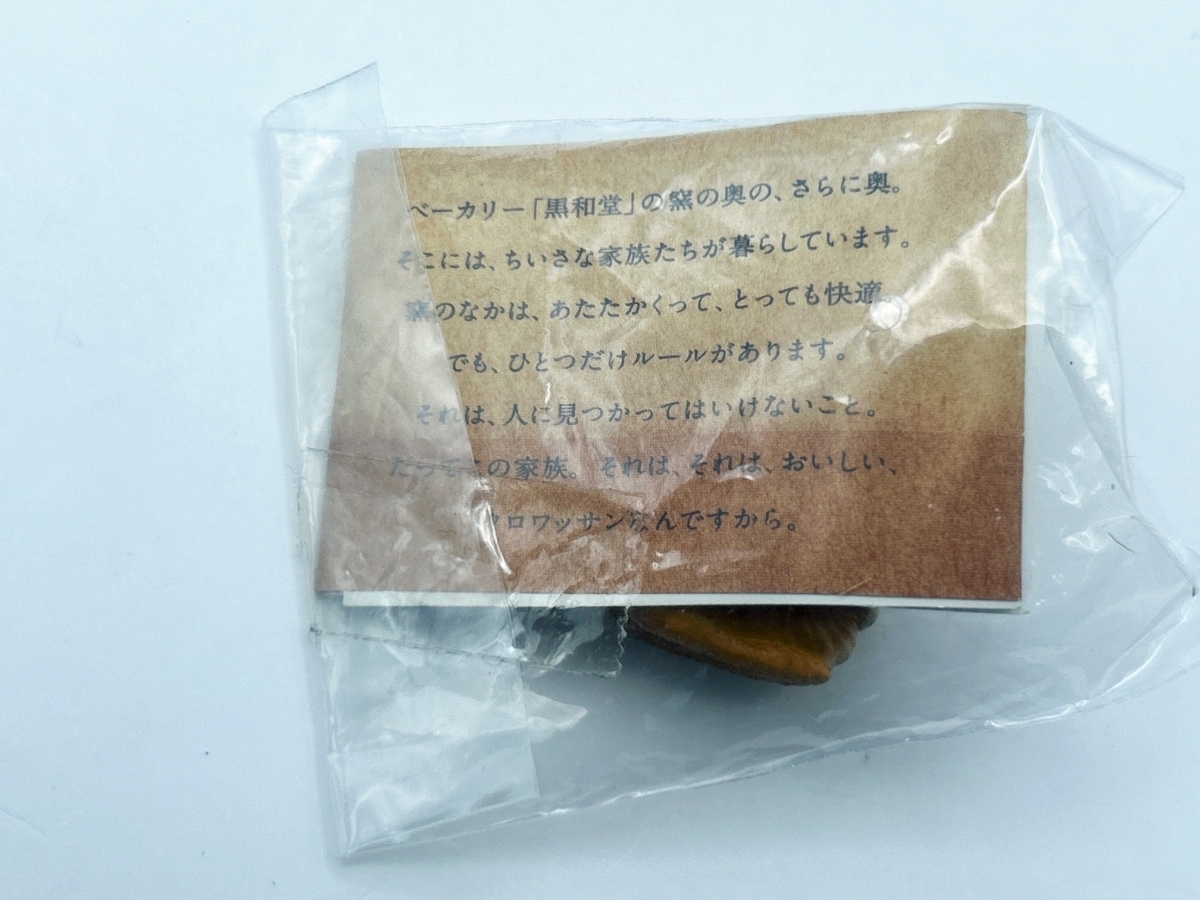 ベーカリー「黒和堂」の窯の奥の、さらに奥。
そこには、ちいさな家族たちが暮らしています。
窯のなかは、あたたかくって、とっても快適。
でも、ひとつだけルールがあります。
それは、人に見つかってはいけないこと。
だってこの家族。それは、それは、おいしい、
クロワッサンなんですから。